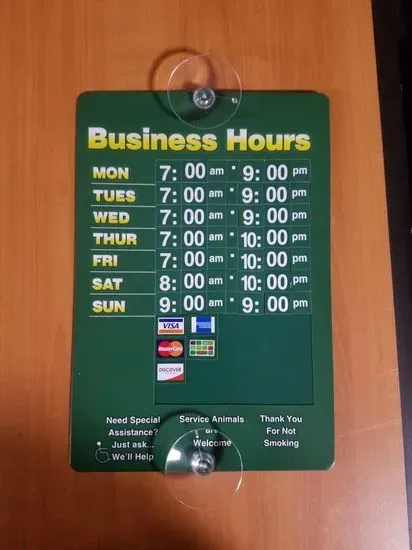 Business Hours
MON 7:00 am - 9:00 pm
TUES 7:00 am - 9:00 pm
WED 7:00 am - 9:00 pm
THUR 7:00 am - 10:00 pm
FRI 7:00 am - 10:00 pm
SAT 8:00 am - 10:00 pm
SUN 9:00 am - 9:00 pm
VISA
MasterCard
DISCOVER
Need Special
Assistance?
Just ask...
We'll Help
Service Animals
are
Welcome
Thank You
For Not
Smoking